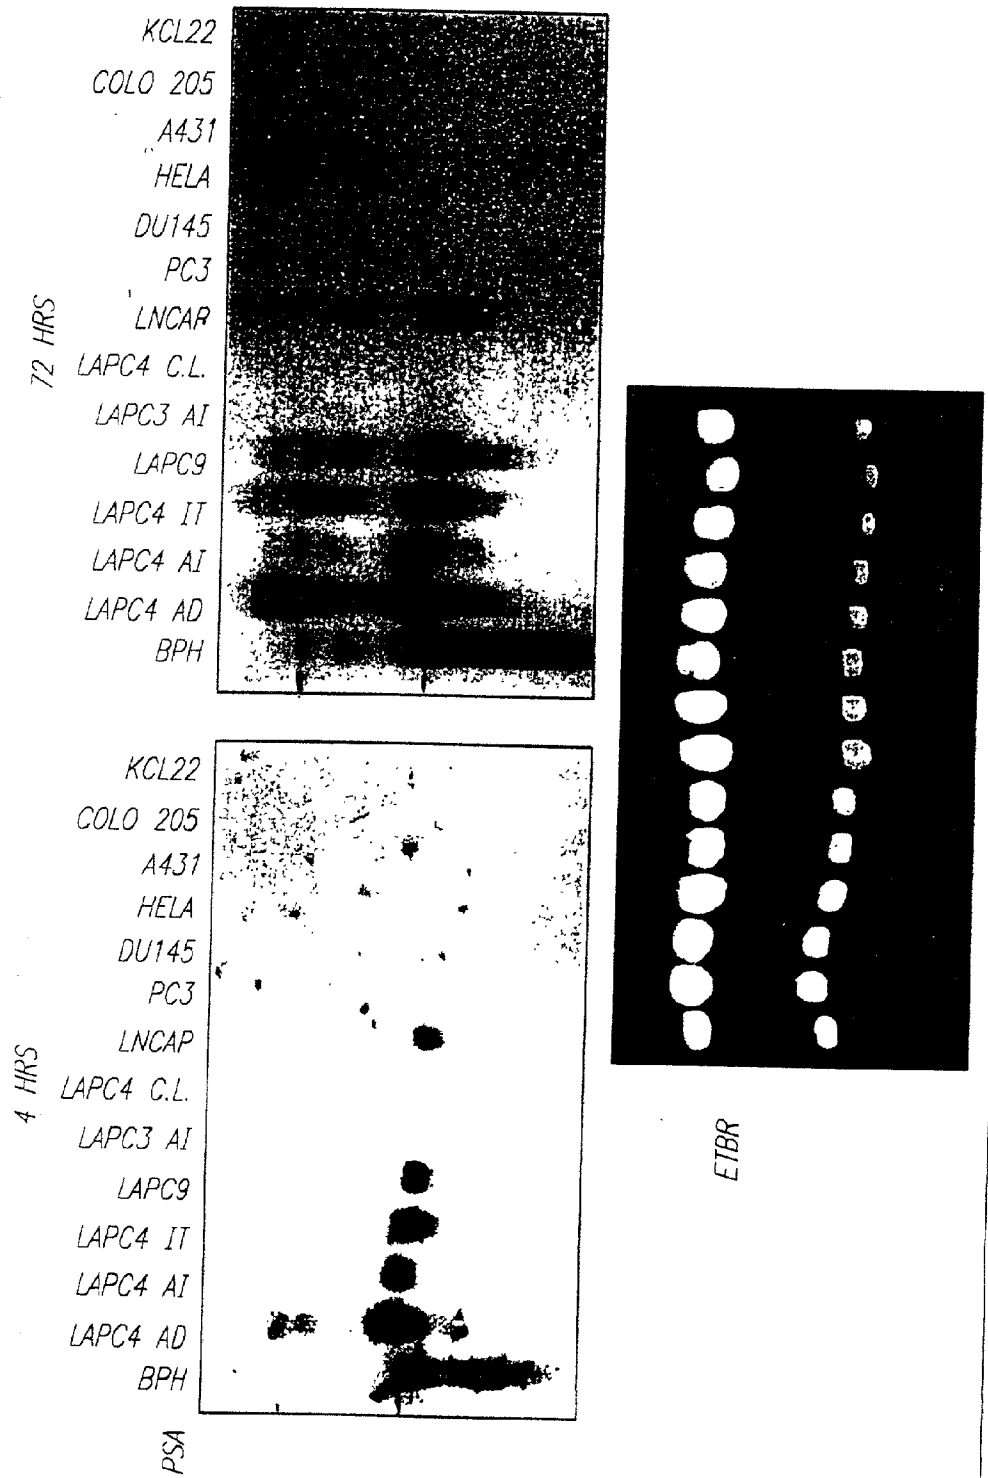 72 HRS
KCL22
COLO 205
A431
HELA
DU145
PC3
LNCAP
LAPC4 C.L.
LAPC3 AI
LAPC9
LAPC4 IT
LAPC4 AI
LAPC4 AD
BPH
4 HRS
KCL22
COLO 205
A431
HELA
DU145
PC3
LNCAP
LAPC4 C.L.
LAPC3 AI
LAPC9
LAPC4 IT
LAPC4 AI
LAPC4 AD
BPH
PSA
ETBR